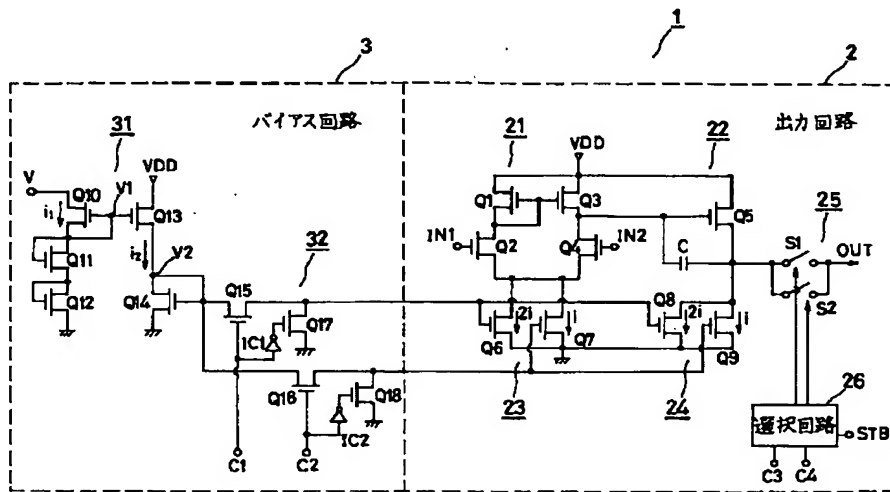 1
3
2
31
バイアス回路
21
22
出力回路
V
V1
VDD
VDD
Q10
Q13
Q1
Q3
Q5
25
i1
i2
IN1
Q2
Q4
IN2
C
S1
OUT
Q11
V2
32
S2
Q12
Q14
Q15
Q17
Q8
IC1
2i
i
2i
i
Q6
Q7
Q9
Q16
Q18
23
24
26
IC2
選択回路
STB
C1
C2
C3
C4